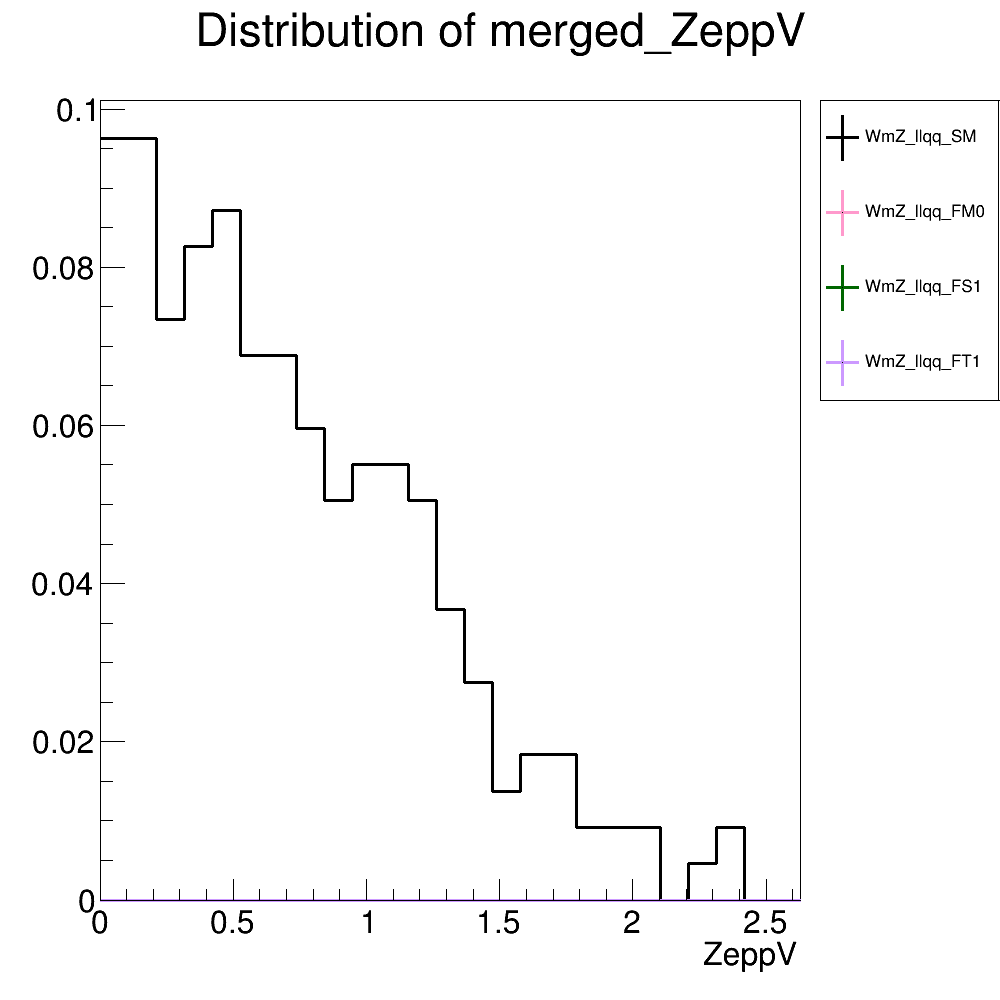 Distribution of merged_ZeppV
0.1
0.08
0.06
0.04
0.02
0
0 0.5 1 1.5 2 2.5
ZeppV
WmZ_llqq_SM
WmZ_llqq_FM0
WmZ_llqq_FS1
WmZ_llqq_FT1